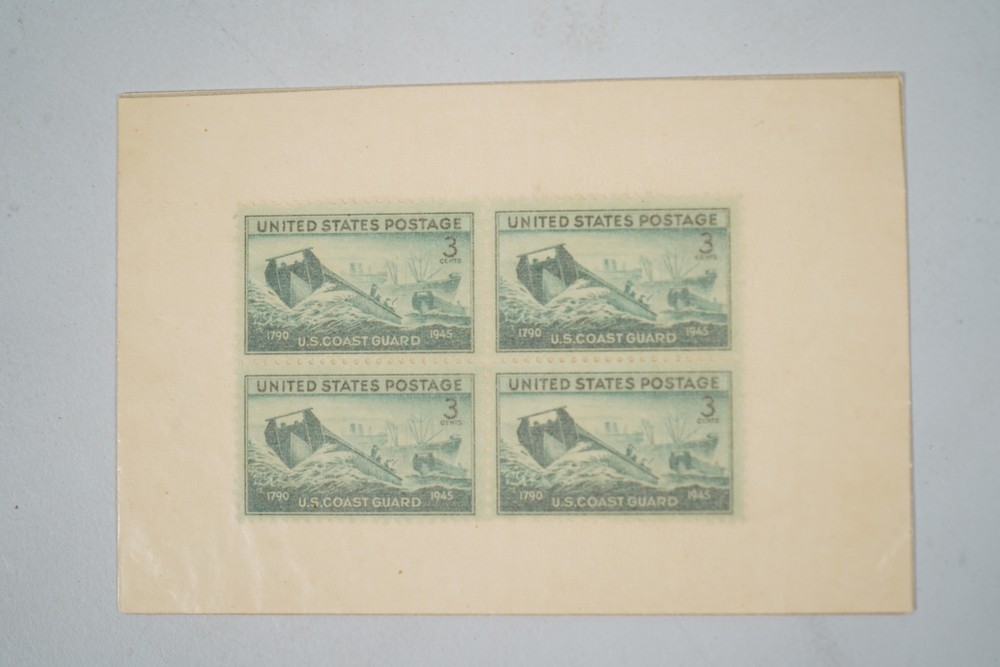 UNITED STATES POSTAGE
3
CENTS
1790 1945
U.S. COAST GUARD
UNITED STATES POSTAGE
3
CENTS
1790 1945
U.S. COAST GUARD
UNITED STATES POSTAGE
3
CENTS
1790 1945
U.S. COAST GUARD
UNITED STATES POSTAGE
3
CENTS
1790 1945
U.S. COAST GUARD